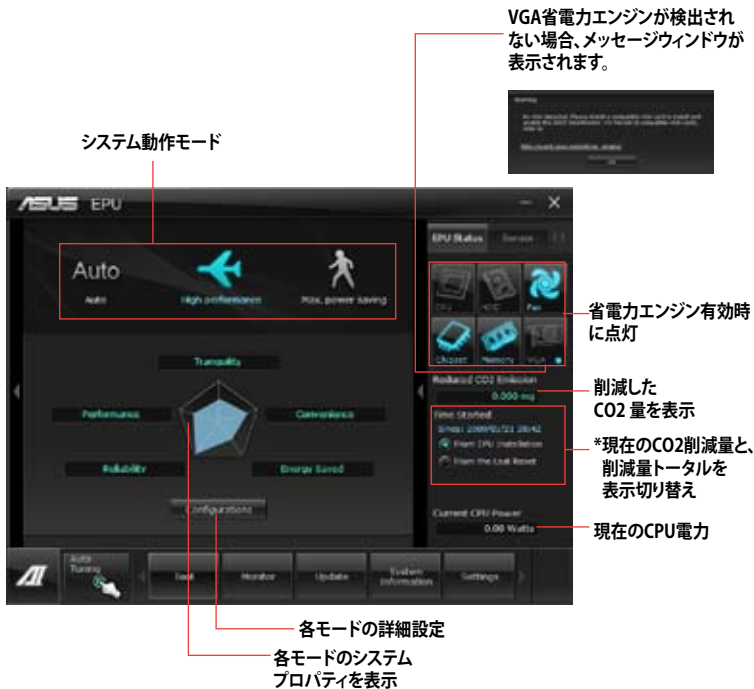 VGA省電力エンジンが検出され
ない場合、メッセージウィンドウが
表示されます。
システム動作モード
ASUS EPU
EPU Status Sensor
Auto
Auto
High performance
Max. power saving
CPU HDD Fan
Chipset Memory VGA
省電力エンジン有効時
に点灯
Tranquility
Performance
Convenience
Reliability
Energy Saved
Configurations
Reduced CO2 Emission
0.000 mg
削減した
CO2 量を表示
Time Started
From EPU Installation
From the Last Reset
*現在のCO2削減量と、
削減量トータルを
表示切り替え
Current CPU Power
0.00 Watts
現在のCPU電力
Auto
Tuning
Tool
Monitor
Update
System
Information
Settings
各モードの詳細設定
各モードのシステム
プロパティを表示